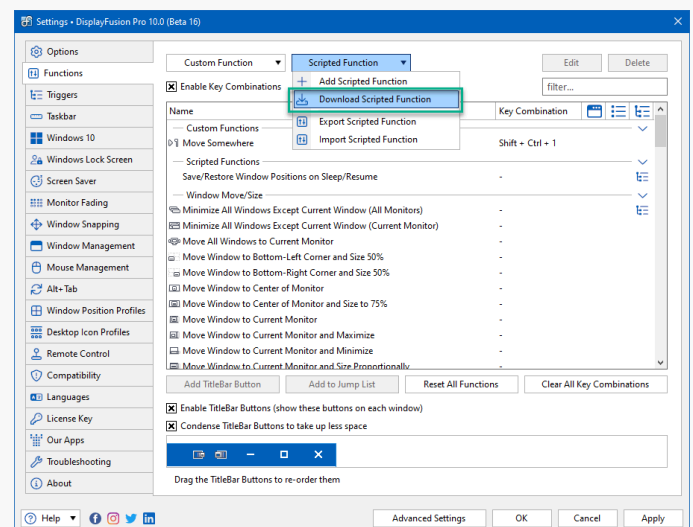 Settings • DisplayFusion Pro 10.0 (Beta 16)
Options
Functions
Triggers
Taskbar
Windows 10
Windows Lock Screen
Screen Saver
Monitor Fading
Window Snapping
Window Management
Mouse Management
Alt+Tab
Window Position Profiles
Desktop Icon Profiles
Remote Control
Compatibility
Languages
License Key
Our Apps
Troubleshooting
About
Custom Function
Scripted Function
Edit
Delete
Add Scripted Function
Download Scripted Function
Export Scripted Function
Import Scripted Function
Enable Key Combinations
filter...
Name
Key Combination
Custom Functions
Move Somewhere
Shift + Ctrl + 1
Scripted Functions
Save/Restore Window Positions on Sleep/Resume -
Window Move/Size
Minimize All Windows Except Current Window (All Monitors) -
Minimize All Windows Except Current Window (Current Monitor) -
Move All Windows to Current Monitor -
Move Window to Bottom-Left Corner and Size 50% -
Move Window to Bottom-Right Corner and Size 50% -
Move Window to Center of Monitor -
Move Window to Center of Monitor and Size to 75% -
Move Window to Current Monitor -
Move Window to Current Monitor and Maximize -
Move Window to Current Monitor and Minimize -
Move Window to Current Monitor and Size Proportionally -
Add TitleBar Button
Add to Jump List
Reset All Functions
Clear All Key Combinations
Enable TitleBar Buttons (show these buttons on each window)
Condense TitleBar Buttons to take up less space
Drag the TitleBar Buttons to re-order them
Help
Advanced Settings
OK
Cancel
Apply